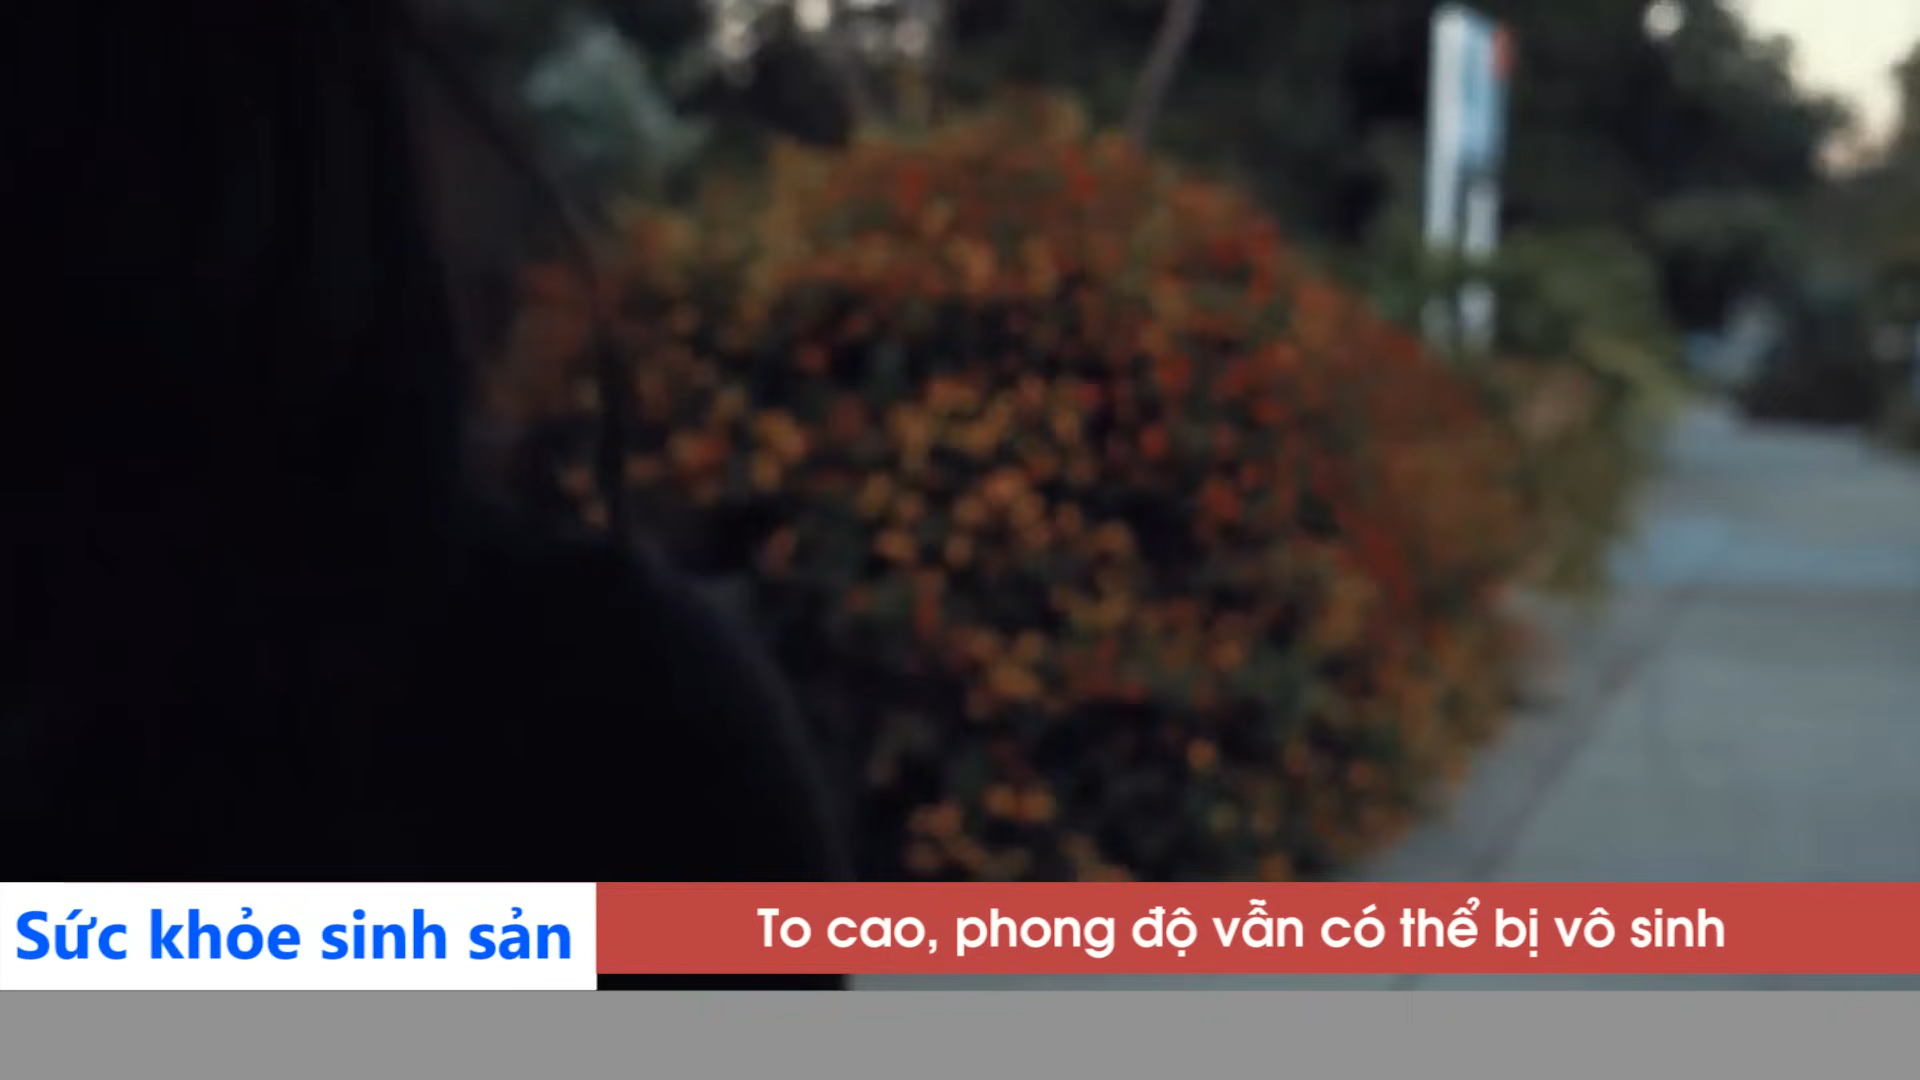 Sức khỏe sinh sản
To cao, phong độ vẫn có thể bị vô sinh